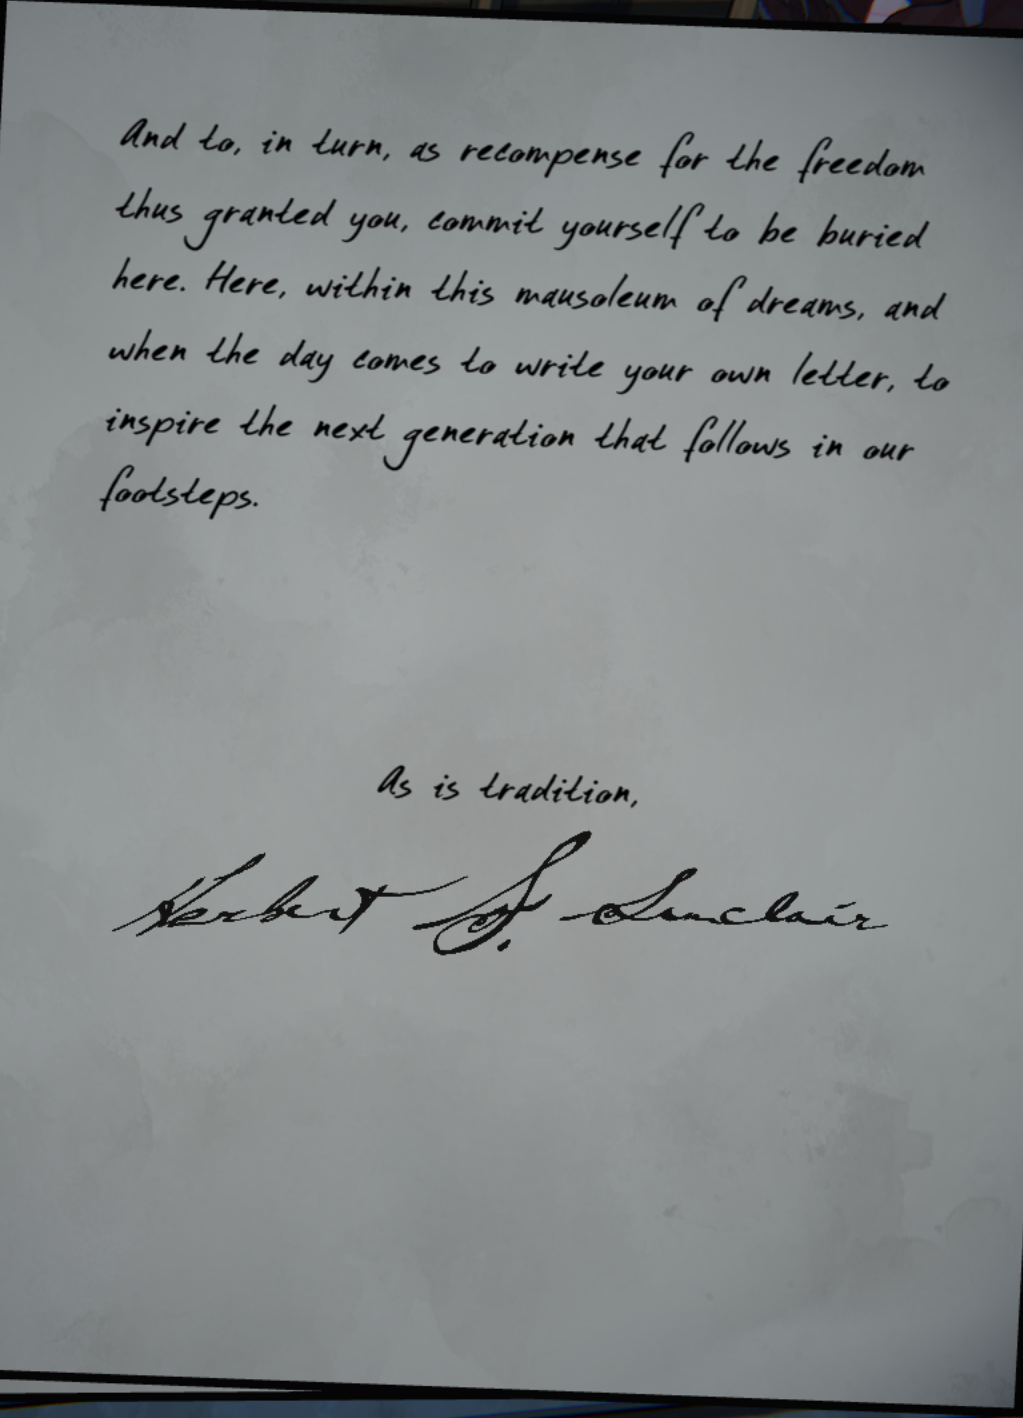 And to, in turn, as recompense for the freedom
thus granted you, commit yourself to be buried
here. Here, within this mausoleum of dreams, and
when the day comes to write your own letter, to
inspire the next generation that follows in our
footsteps.
As is tradition,
Herbert S. Sinclair